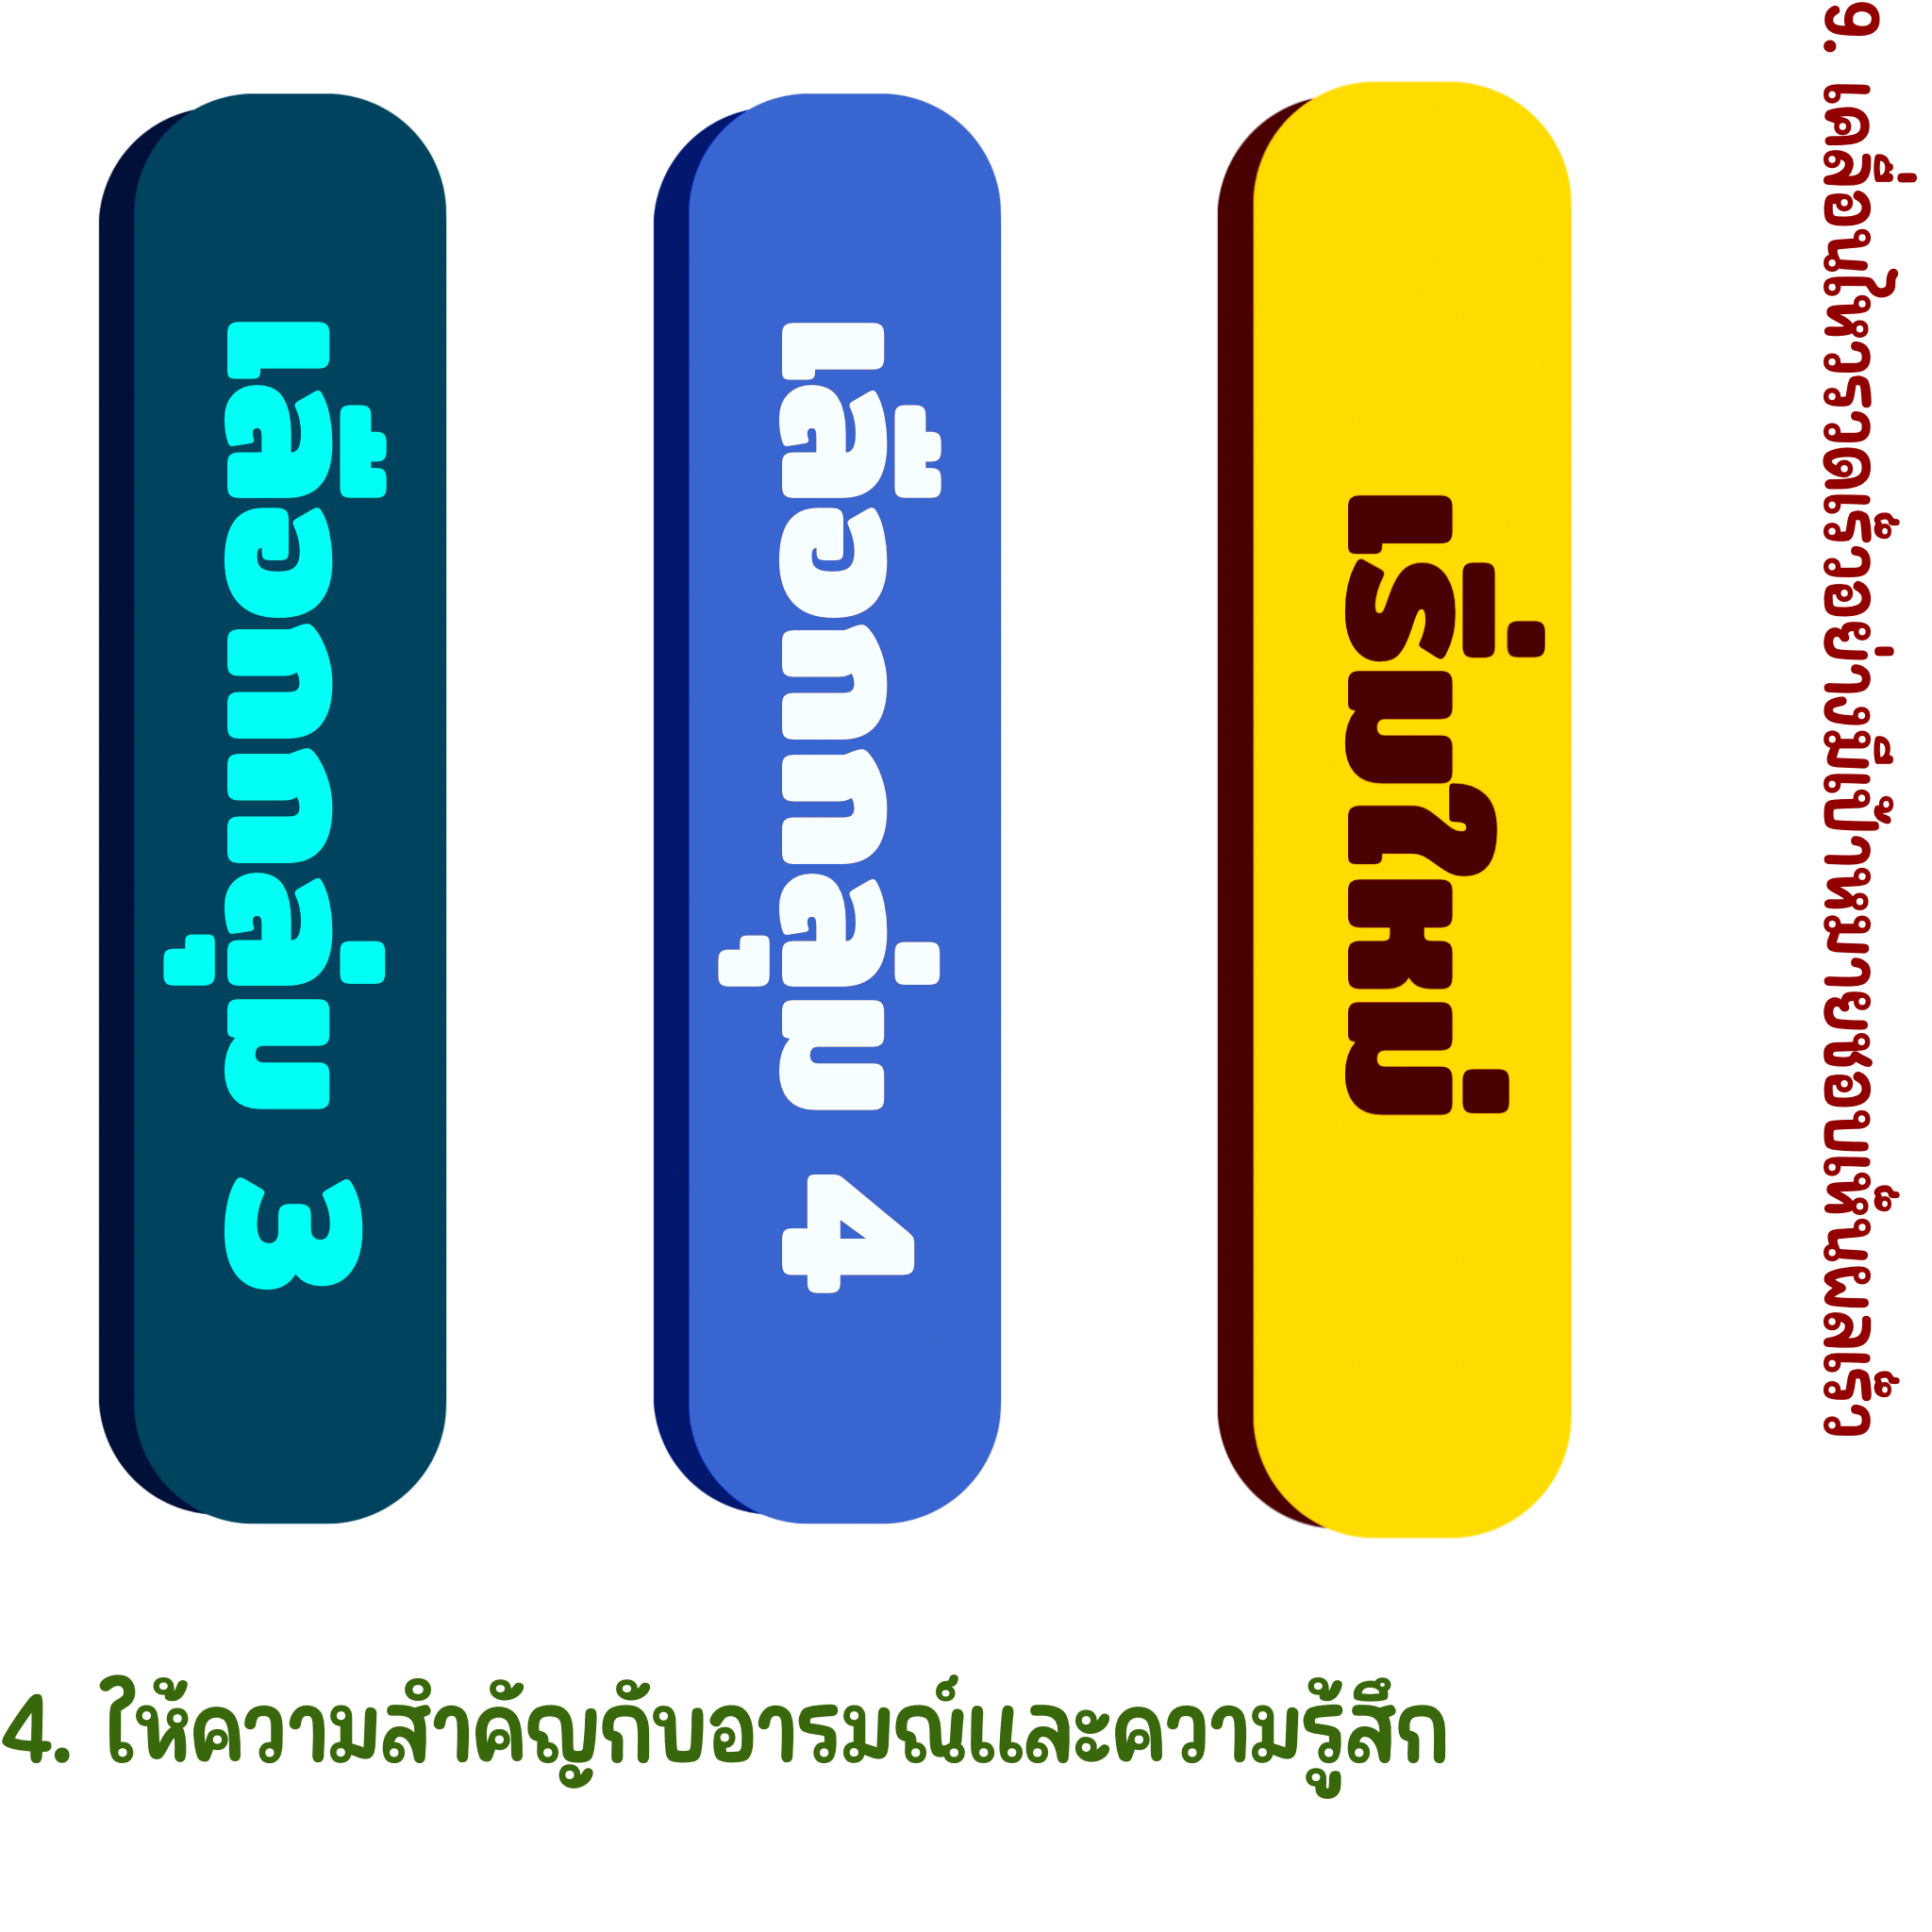 เลือกกลุ่ม 3
เลือกกลุ่ม 4
เริ่มใหม่
9. เคลื่อนไหวรวดเร็วอย่างมีเป้าหมายชอบเห็นผลเร็ว
4. ให้ความสำคัญกับอารมณ์และความรู้สึก